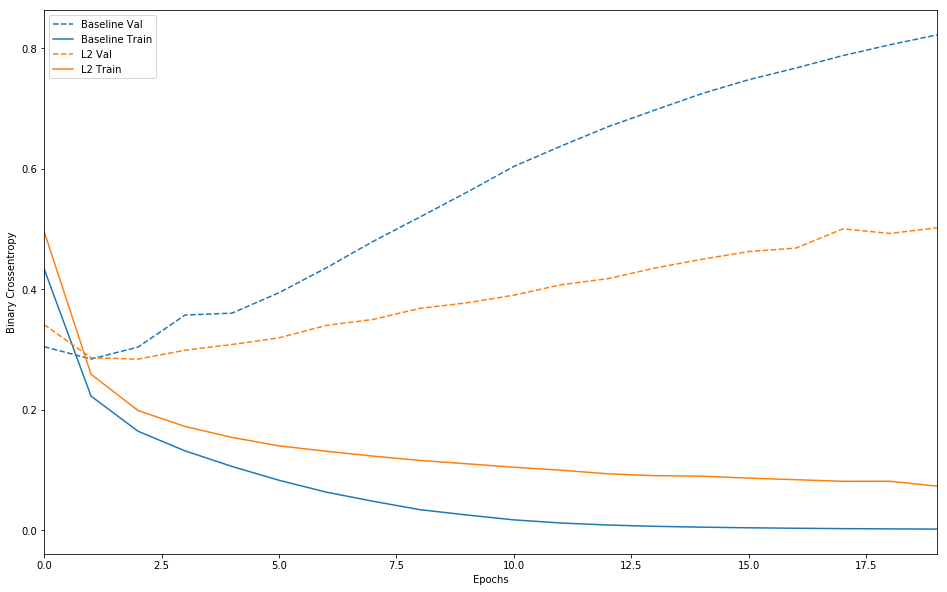 Baseline Val
Baseline Train
L2 Val
L2 Train
0.8
0.6
0.4
0.2
0.0
Binary Crossentropy
0.0 2.5 5.0 7.5 10.0 12.5 15.0 17.5
Epochs